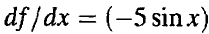 df/dx = (−5 sin x)